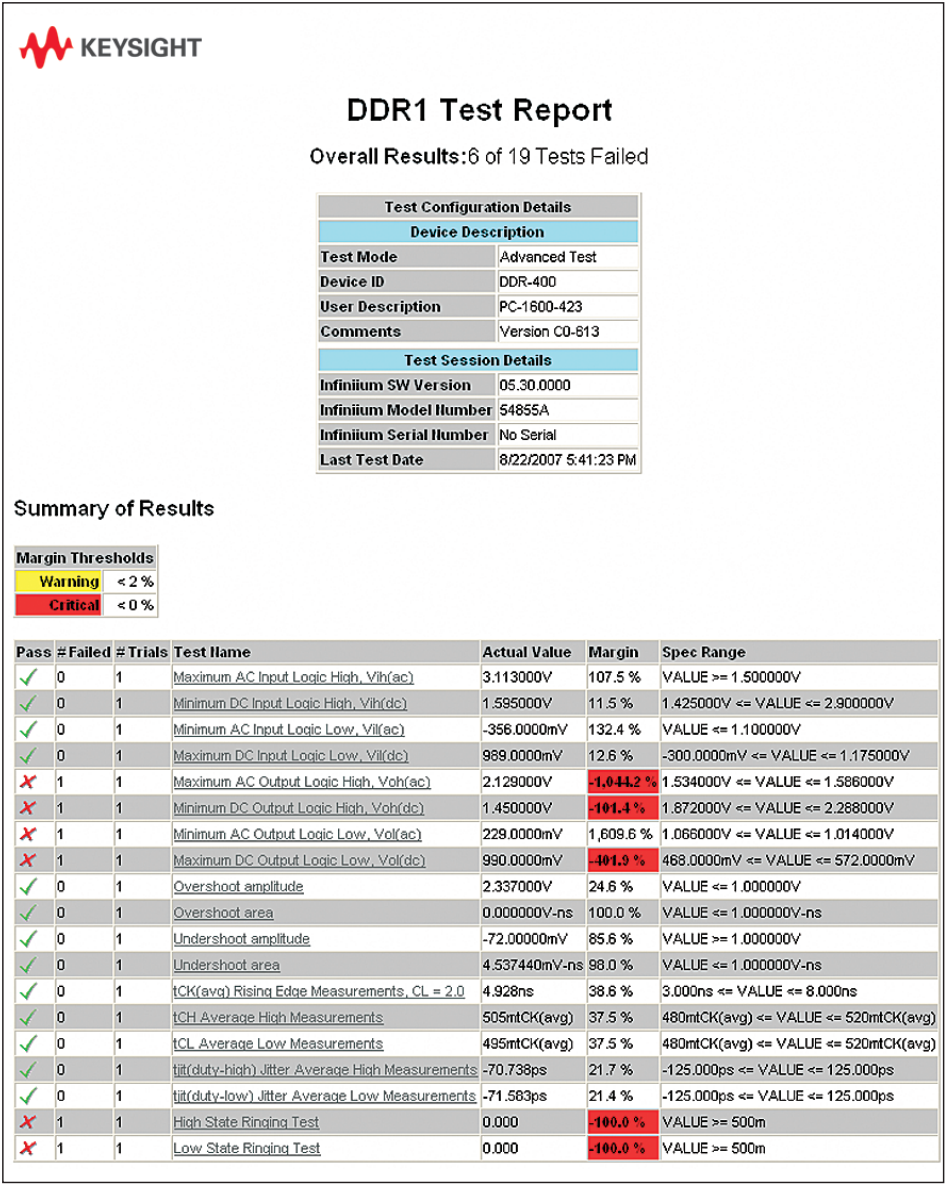 KEYSIGHT
DDR1 Test Report
Overall Results:6 of 19 Tests Failed
Test Configuration Details
Device Description
Test Mode Advanced Test
Device ID DDR-400
User Description PC-1600-423
Comments Version C0-613
Test Session Details
Infiniium SW Version 05.30.0000
Infiniium Model Number 54855A
Infiniium Serial Number No Serial
Last Test Date 8/22/2007 5:41:23 PM
Summary of Results
Margin Thresholds
Warning < 2 %
Critical < 0 %
Pass # Failed # Trials Test Name Actual Value Margin Spec Range
0 1 Maximum AC Input Logic High, Vih(ac) 3.113000V 107.5 % VALUE >= 1.500000V
0 1 Minimum DC Input Logic High, Vih(dc) 1.595000V 11.5 % 1.425000V <= VALUE <= 2.900000V
0 1 Minimum AC Input Logic Low, Vil(ac) -356.0000mV 132.4 % VALUE <= 1.100000V
0 1 Maximum DC Input Logic Low, Vil(dc) 989.0000mV 12.6 % -300.0000mV <= VALUE <= 1.175000V
1 1 Maximum AC Output Logic High, Voh(ac) 2.129000V -1,044.2 % 1.534000V <= VALUE <= 1.586000V
1 1 Minimum DC Output Logic High, Voh(dc) 1.450000V -101.4 % 1.872000V <= VALUE <= 2.288000V
1 1 Minimum AC Output Logic Low, Vol(ac) 229.0000mV 1,609.6 % 1.066000V <= VALUE <= 1.014000V
1 1 Maximum DC Output Logic Low, Vol(dc) 990.0000mV -401.9 % 468.0000mV <= VALUE <= 572.0000mV
0 1 Overshoot amplitude 2.337000V 24.6 % VALUE <= 1.000000V
0 1 Overshoot area 0.000000V-ns 100.0 % VALUE <= 1.000000V-ns
0 1 Undershoot amplitude -72.00000mV 85.6 % VALUE >= 1.000000V
0 1 Undershoot area 4.537440mV-ns 98.0 % VALUE <= 1.000000V-ns
0 1 tCK(avg) Rising Edge Measurements, CL = 2.0 4.928ns 38.6 % 3.000ns <= VALUE <= 8.000ns
0 1 tCH Average High Measurements 505mtCK(avg) 37.5 % 480mtCK(avg) <= VALUE <= 520mtCK(avg)
0 1 tCL Average Low Measurements 495mtCK(avg) 37.5 % 480mtCK(avg) <= VALUE <= 520mtCK(avg)
0 1 tjit(duty-high) Jitter Average High Measurements -70.738ps 21.7 % -125.000ps <= VALUE <= 125.000ps
0 1 tjit(duty-low) Jitter Average Low Measurements -71.583ps 21.4 % -125.000ps <= VALUE <= 125.000ps
1 1 High State Ringing Test 0.000 -100.0 % VALUE >= 500m
1 1 Low State Ringing Test 0.000 -100.0 % VALUE >= 500m